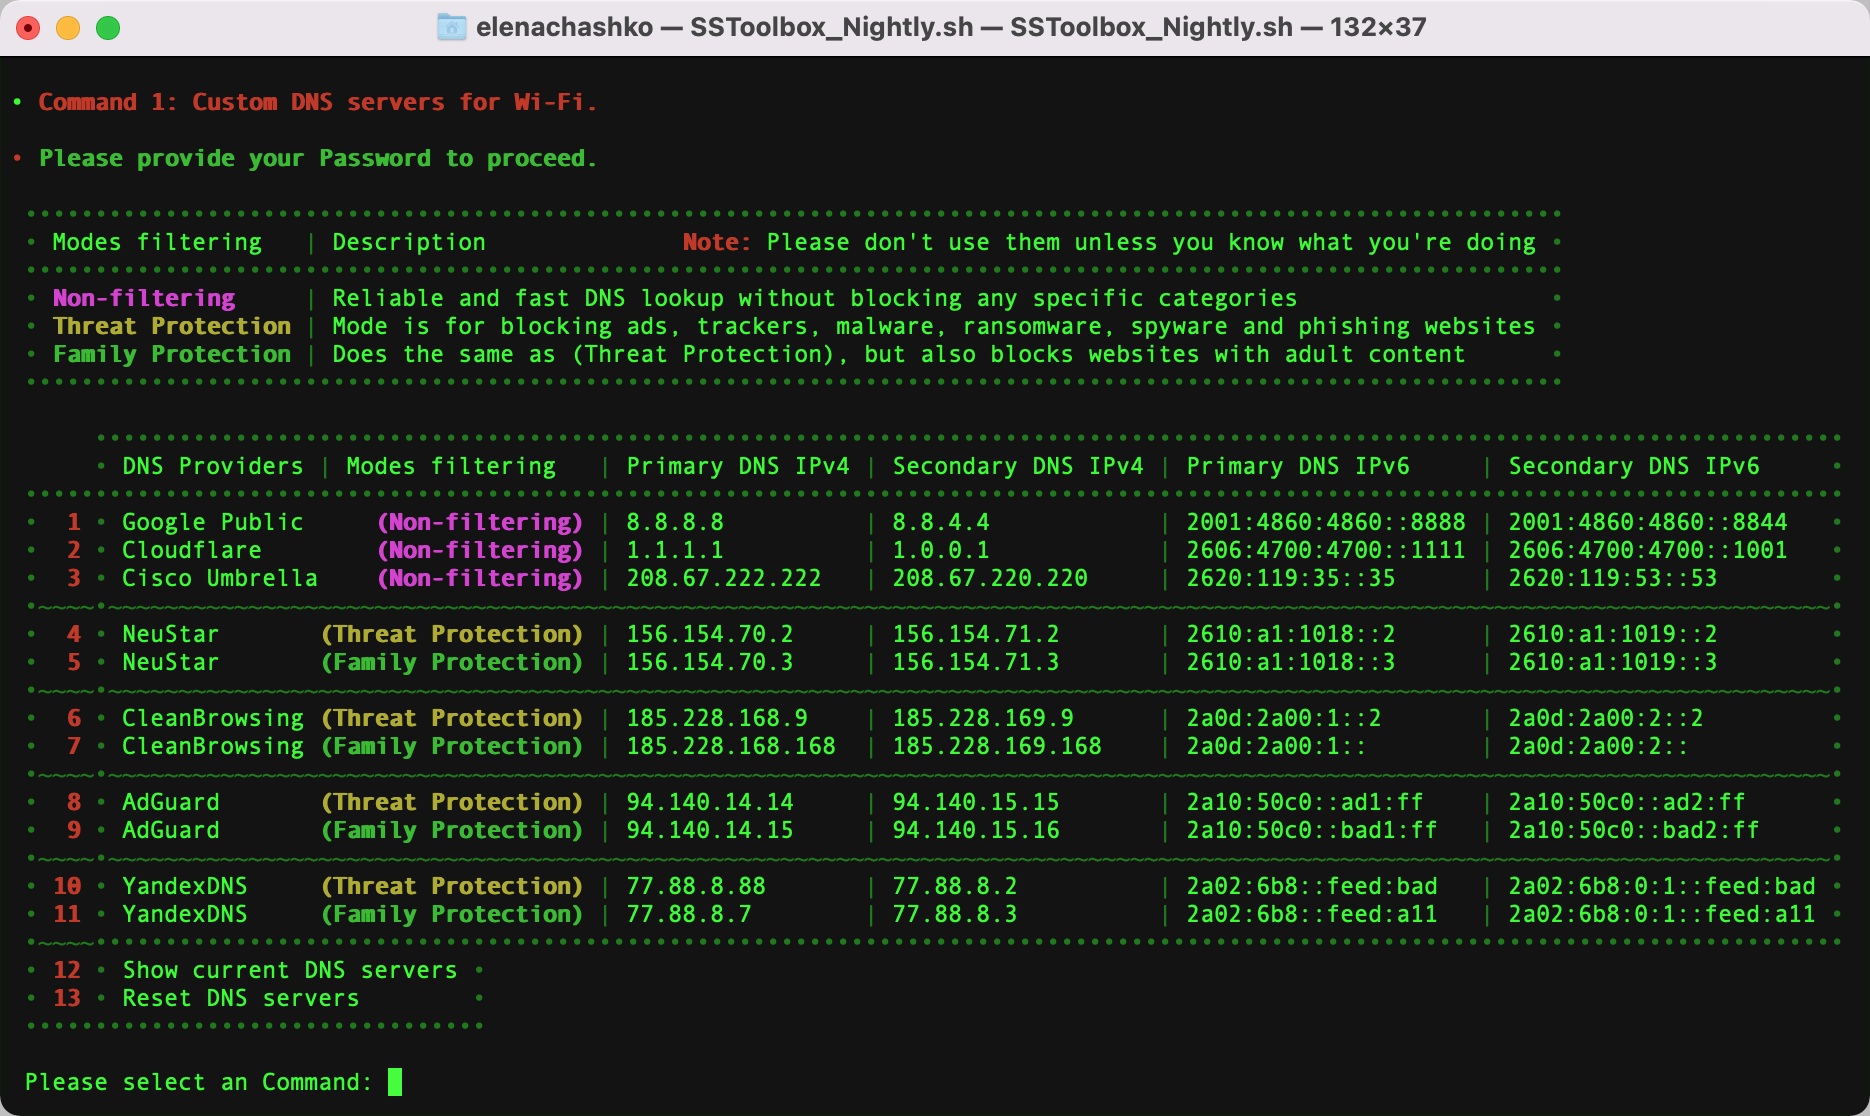 elenachashko — SSToolbox_Nightly.sh — SSToolbox_Nightly.sh — 132×37
• Command 1: Custom DNS servers for Wi-Fi.
• Please provide your Password to proceed.
• Modes filtering | Description Note: Please don't use them unless you know what you're doing •
• Non-filtering | Reliable and fast DNS lookup without blocking any specific categories •
• Threat Protection | Mode is for blocking ads, trackers, malware, ransomware, spyware and phishing websites •
• Family Protection | Does the same as (Threat Protection), but also blocks websites with adult content •
• DNS Providers | Modes filtering | Primary DNS IPv4 | Secondary DNS IPv4 | Primary DNS IPv6 | Secondary DNS IPv6 •
• 1 • Google Public (Non-filtering) | 8.8.8.8 | 8.8.4.4 | 2001:4860:4860::8888 | 2001:4860:4860::8844 •
• 2 • Cloudflare (Non-filtering) | 1.1.1.1 | 1.0.0.1 | 2606:4700:4700::1111 | 2606:4700:4700::1001 •
• 3 • Cisco Umbrella (Non-filtering) | 208.67.222.222 | 208.67.220.220 | 2620:119:35::35 | 2620:119:53::53 •
• 4 • NeuStar (Threat Protection) | 156.154.70.2 | 156.154.71.2 | 2610:a1:1018::2 | 2610:a1:1019::2 •
• 5 • NeuStar (Family Protection) | 156.154.70.3 | 156.154.71.3 | 2610:a1:1018::3 | 2610:a1:1019::3 •
• 6 • CleanBrowsing (Threat Protection) | 185.228.168.9 | 185.228.169.9 | 2a0d:2a00:1::2 | 2a0d:2a00:2::2 •
• 7 • CleanBrowsing (Family Protection) | 185.228.168.168 | 185.228.169.168 | 2a0d:2a00:1:: | 2a0d:2a00:2:: •
• 8 • AdGuard (Threat Protection) | 94.140.14.14 | 94.140.15.15 | 2a10:50c0::ad1:ff | 2a10:50c0::ad2:ff •
• 9 • AdGuard (Family Protection) | 94.140.14.15 | 94.140.15.16 | 2a10:50c0::bad1:ff | 2a10:50c0::bad2:ff •
• 10 • YandexDNS (Threat Protection) | 77.88.8.88 | 77.88.8.2 | 2a02:6b8::feed:bad | 2a02:6b8:0:1::feed:bad •
• 11 • YandexDNS (Family Protection) | 77.88.8.7 | 77.88.8.3 | 2a02:6b8::feed:a11 | 2a02:6b8:0:1::feed:a11 •
• 12 • Show current DNS servers •
• 13 • Reset DNS servers •
Please select an Command: